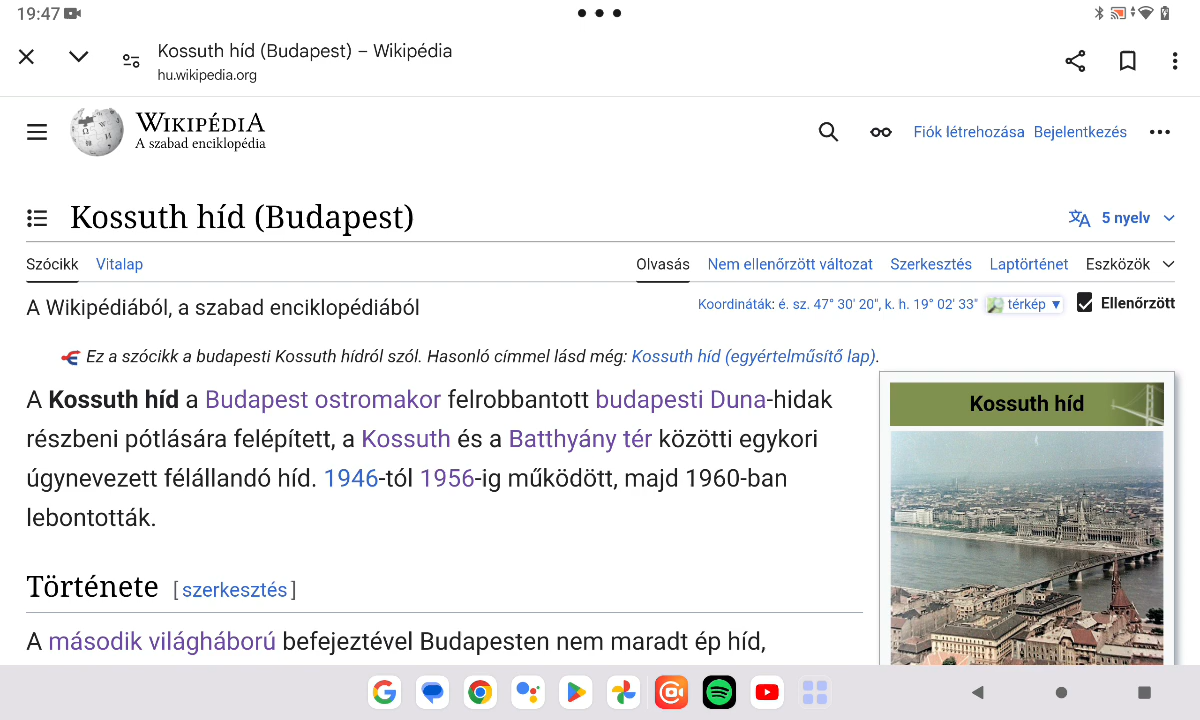 19:47
Kossuth híd (Budapest) – Wikipédia
hu.wikipedia.org
WIKIPÉDIA
A szabad enciklopédia
Fiók létrehozása Bejelentkezés
Kossuth híd (Budapest)
5 nyelv
Szócikk Vitalap
Olvasás Nem ellenőrzött változat Szerkesztés Laptörténet Eszközök
A Wikipédiából, a szabad enciklopédiából
Koordináták: é. sz. 47° 30′ 20″, k. h. 19° 02′ 33″ térkép ▼ Ellenőrzött
Ez a szócikk a budapesti Kossuth hídról szól. Hasonló címmel lásd még: Kossuth híd (egyértelműsítő lap).
A Kossuth híd a Budapest ostromakor felrobbantott budapesti Duna-hidak
részbeni pótlására felépített, a Kossuth és a Batthyány tér közötti egykori
úgynevezett félállandó híd. 1946-tól 1956-ig működött, majd 1960-ban
lebontották.
Kossuth híd
Története [ szerkesztés ]
A második világháború befejeztével Budapesten nem maradt ép híd,